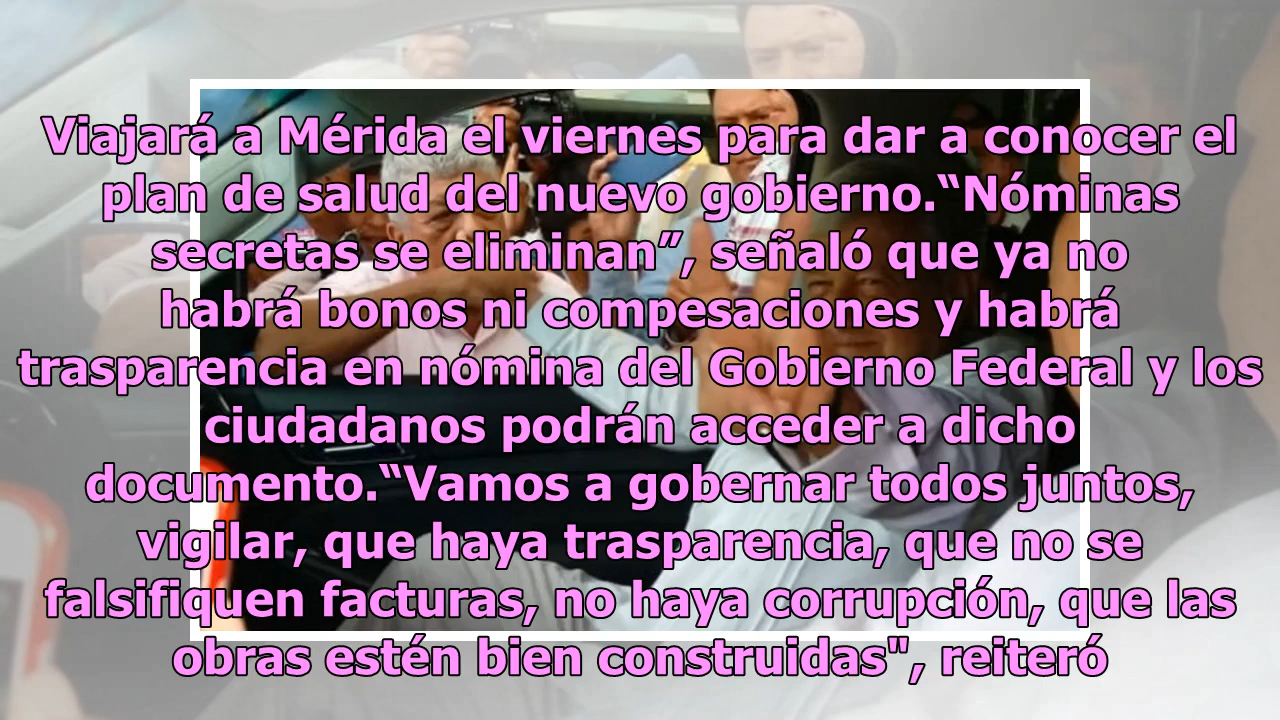 Viajará a Mérida el viernes para dar a conocer el
plan de salud del nuevo gobierno.“Nóminas
secretas se eliminan”, señaló que ya no
habrá bonos ni compesaciones y habrá
trasparencia en nómina del Gobierno Federal y los
ciudadanos podrán acceder a dicho
documento.“Vamos a gobernar todos juntos,
vigilar, que haya trasparencia, que no se
falsifiquen facturas, no haya corrupción, que las
obras estén bien construidas", reiteró